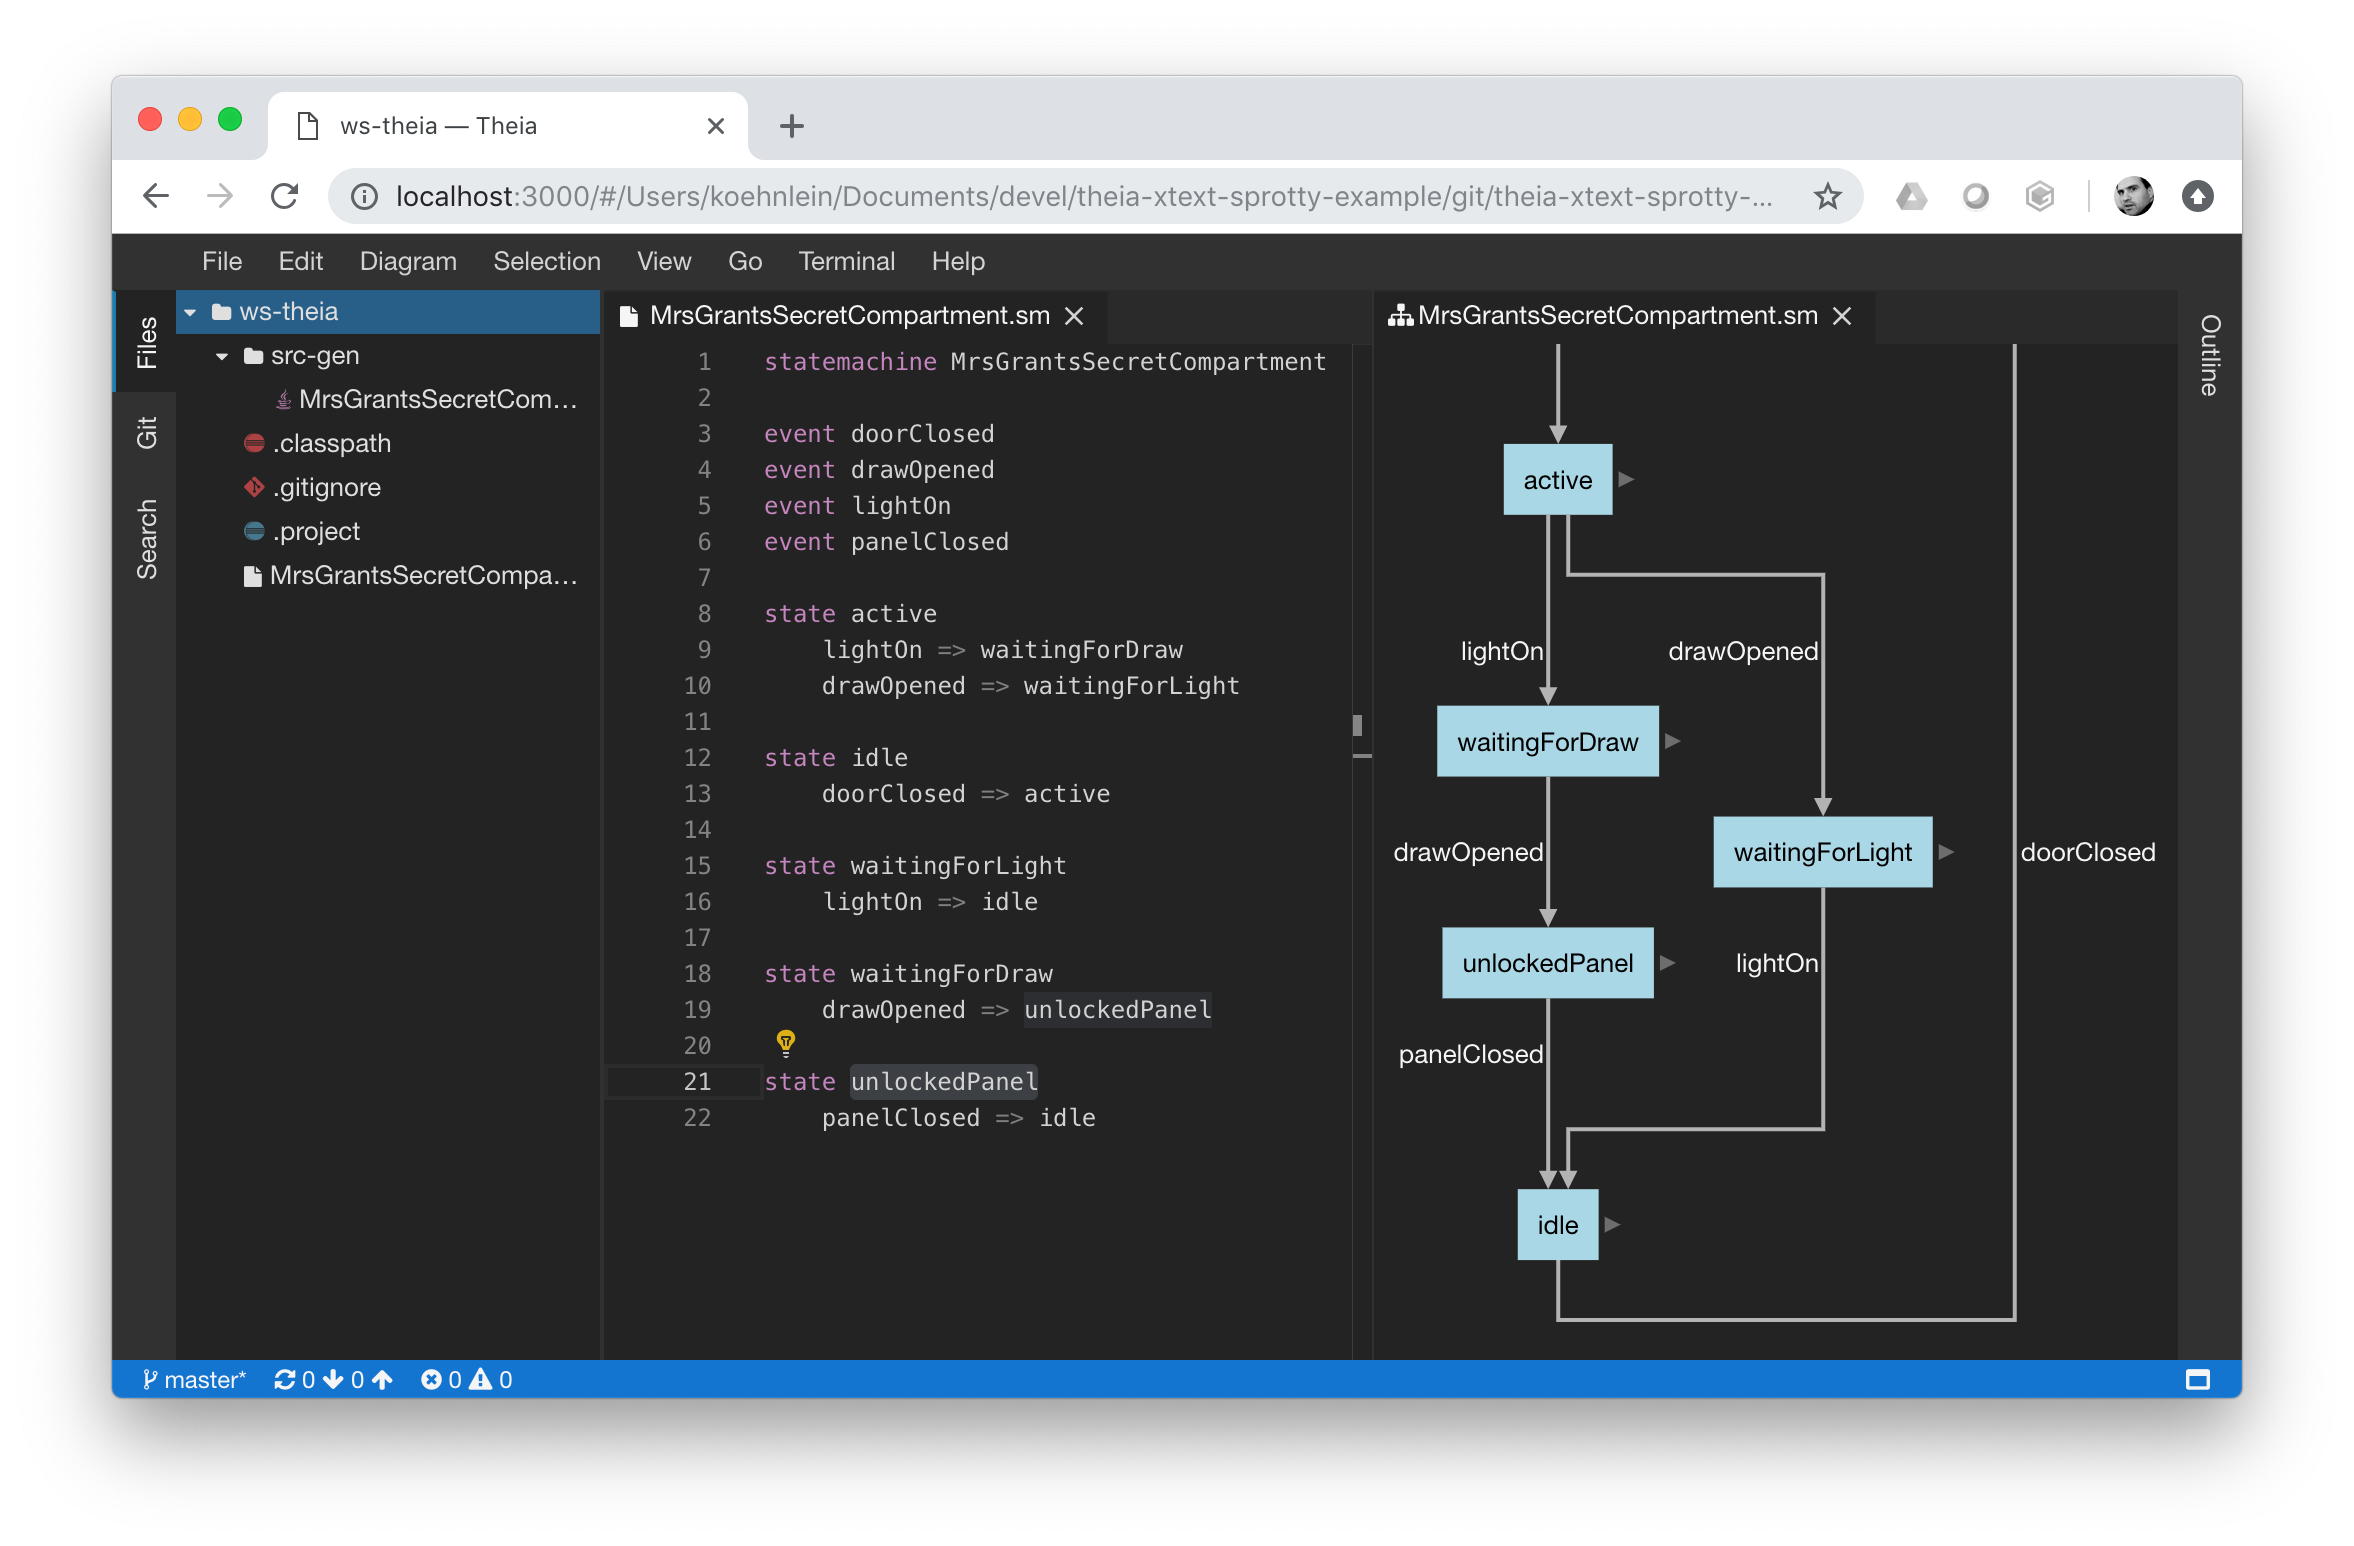 ws-theia — Theia
localhost:3000/#/Users/koehnlein/Documents/devel/theia-xtext-sprotty-example/git/theia-xtext-sprotty-...
File Edit Diagram Selection View Go Terminal Help
Files
Git
Search
ws-theia
src-gen
MrsGrantsSecretCom...
.classpath
.gitignore
.project
MrsGrantsSecretCompa...
MrsGrantsSecretCompartment.sm
1 statemachine MrsGrantsSecretCompartment
2
3 event doorClosed
4 event drawOpened
5 event lightOn
6 event panelClosed
7
8 state active
9 lightOn => waitingForDraw
10 drawOpened => waitingForLight
11
12 state idle
13 doorClosed => active
14
15 state waitingForLight
16 lightOn => idle
17
18 state waitingForDraw
19 drawOpened => unlockedPanel
20
21 state unlockedPanel
22 panelClosed => idle
MrsGrantsSecretCompartment.sm
active
lightOn
drawOpened
waitingForDraw
drawOpened
waitingForLight
doorClosed
unlockedPanel
lightOn
panelClosed
idle
Outline
master* 0 0 0 0